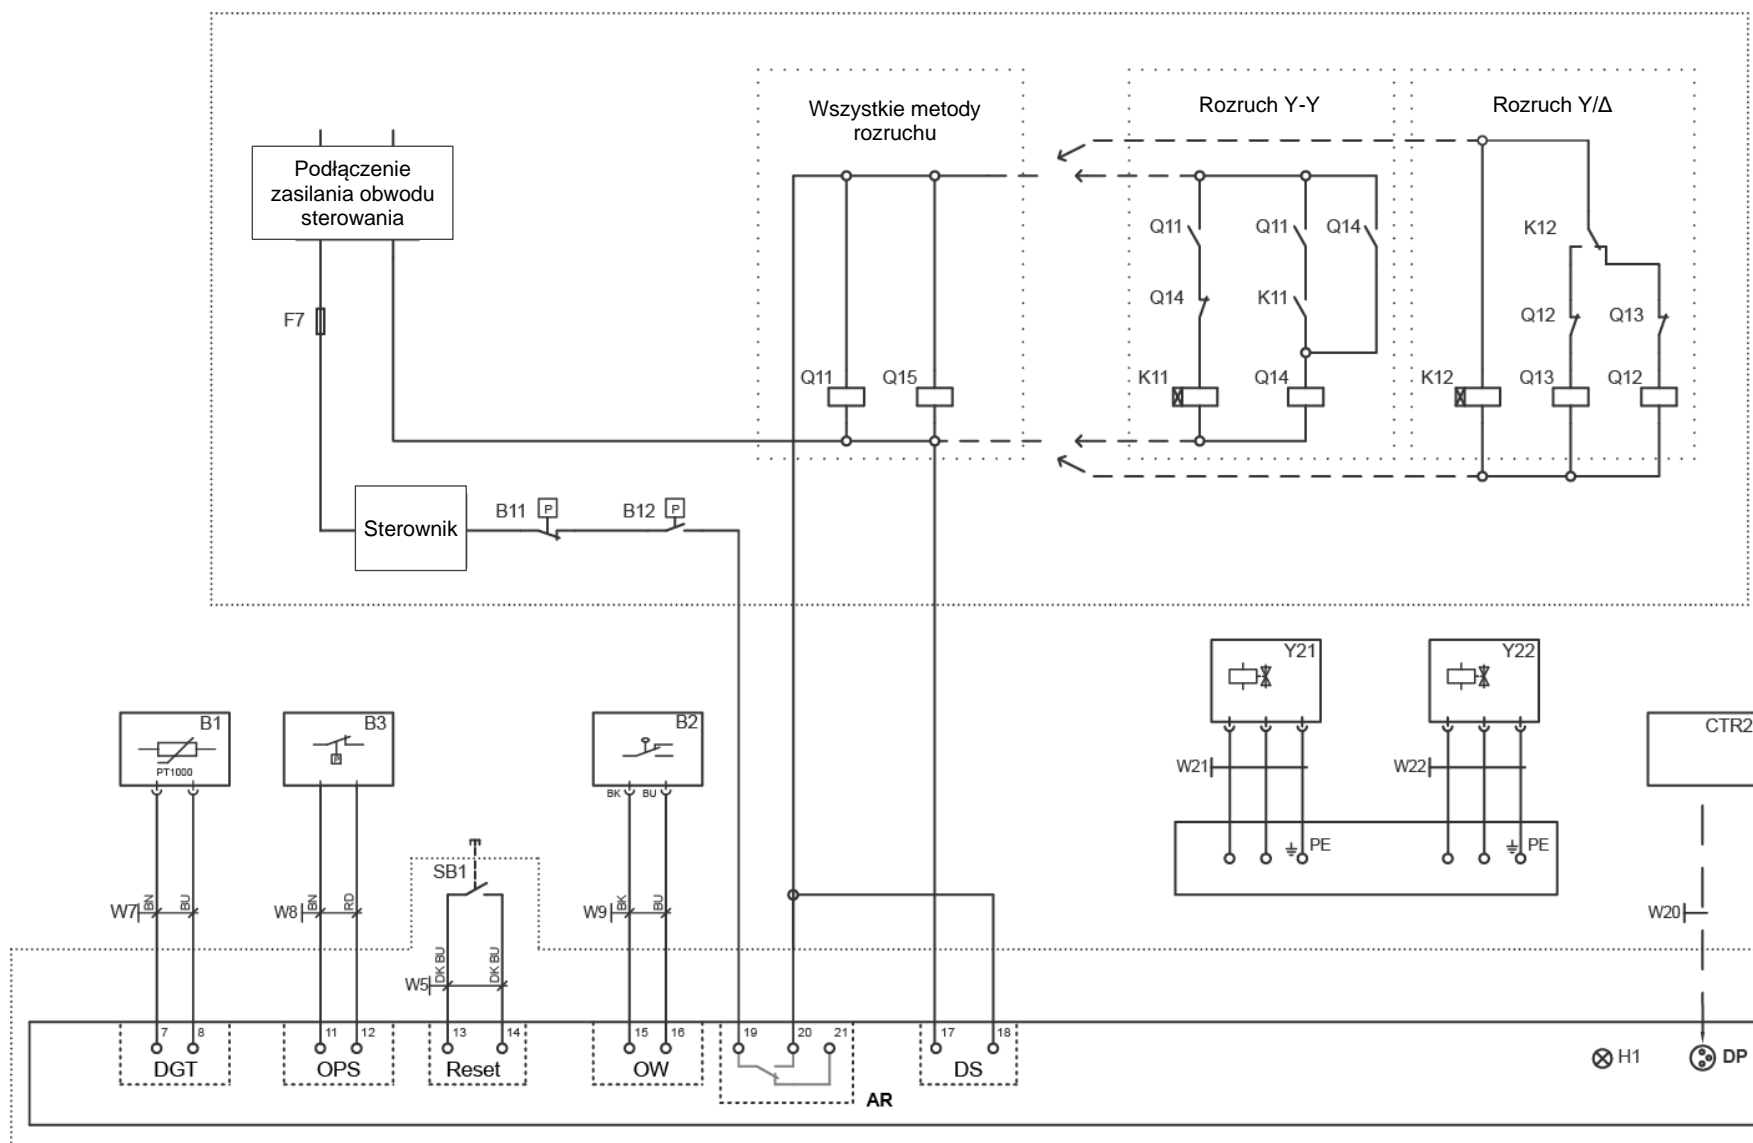 Wszystkie metody
rozruchu
Rozruch Y-Y
Rozruch Y/Δ
Podłączenie
zasilania obwodu
sterowania
Q11
Q11
Q14
K12
Q14
K11
Q12
Q13
F7
Q11
Q15
K11
Q14
K12
Q13
Q12
B11
P
B12
P
Sterownik
Y21
Y22
B1
PT1000
B3
P
B2
CTR2
W21
W22
BK
BU
PE
PE
SB1
W7
BN
BU
W8
BN
RD
W9
BK
BU
W20
W5
DK BU
DK BU
7
8
11
12
13
14
15
16
19
20
21
17
18
DGT
OPS
Reset
OW
DS
H1
DP
AR